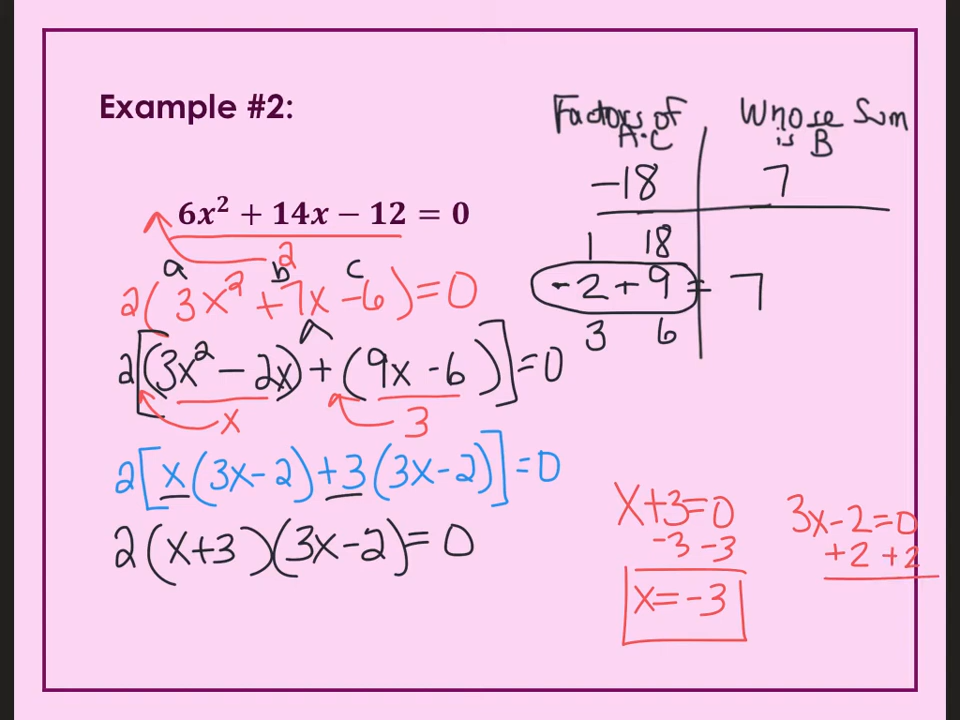 Example #2:
Factors of A·C | Whose Sum is B
-18 | 7
1 18
-2 + 9 = 7
3 6
6x² + 14x − 12 = 0
2
a b c
2(3x² + 7x - 6) = 0
2[(3x² - 2x) + (9x - 6)] = 0
x 3
2[x(3x-2) + 3(3x-2)] = 0
2(x+3)(3x-2) = 0
x+3=0
-3 -3
x = -3
3x-2=0
+2 +2